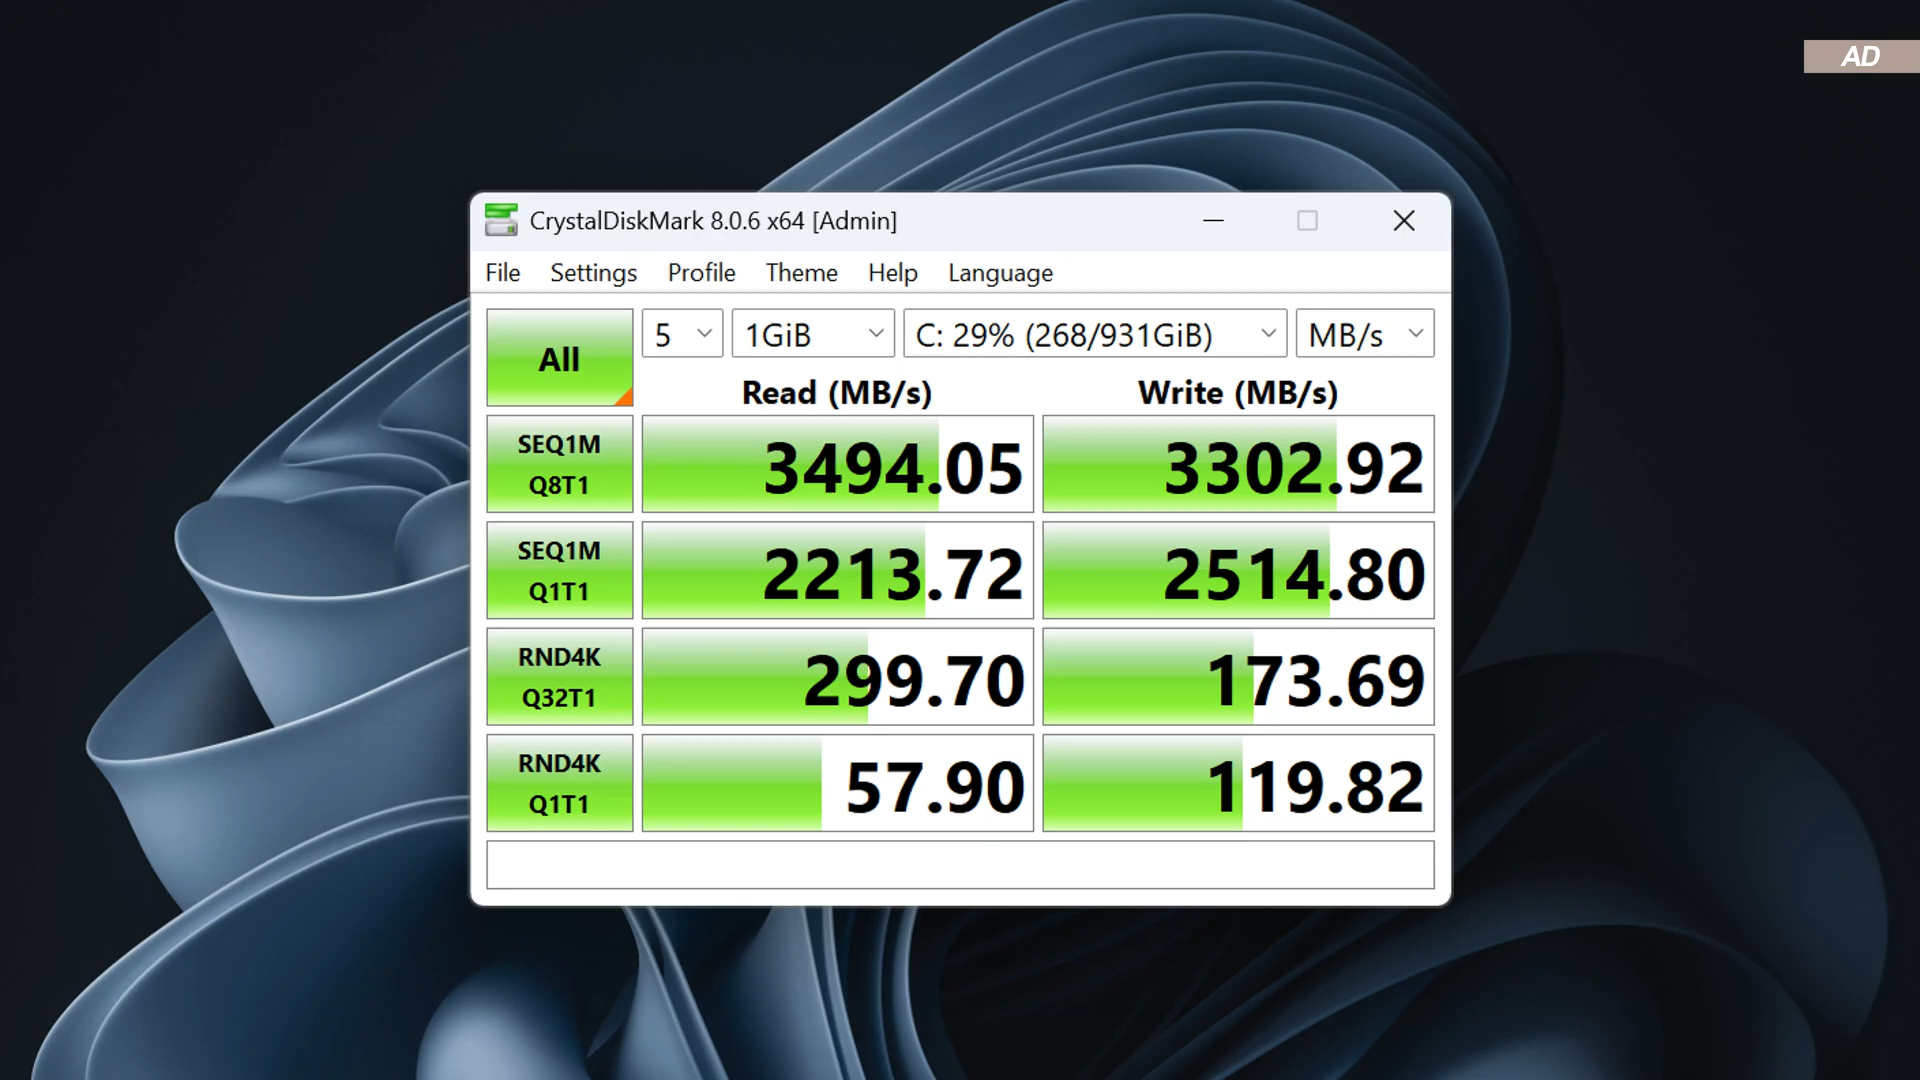 AD
CrystalDiskMark 8.0.6 x64 [Admin]
File Settings Profile Theme Help Language
All 5 1GiB C: 29% (268/931GiB) MB/s
Read (MB/s) Write (MB/s)
SEQ1M
Q8T1
3494.05 3302.92
SEQ1M
Q1T1
2213.72 2514.80
RND4K
Q32T1
299.70 173.69
RND4K
Q1T1
57.90 119.82